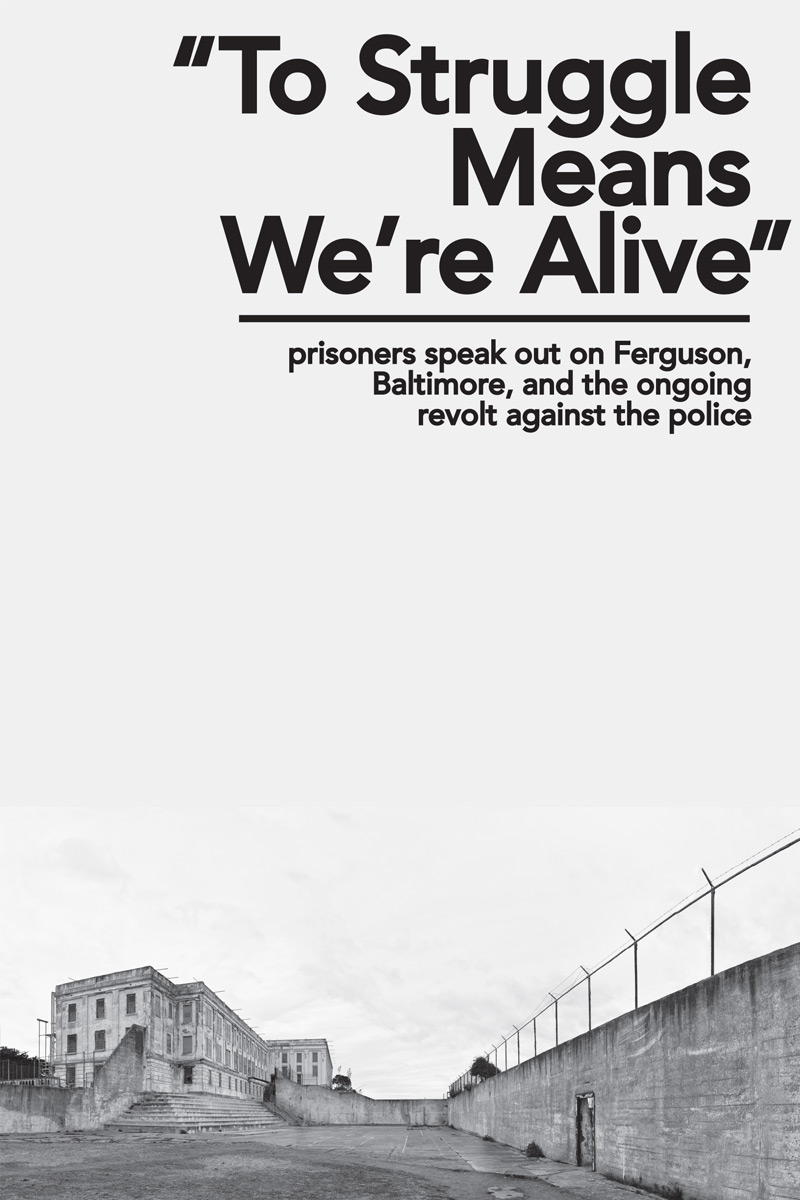 “To Struggle
Means
We’re Alive”
prisoners speak out on Ferguson,
Baltimore, and the ongoing
revolt against the police